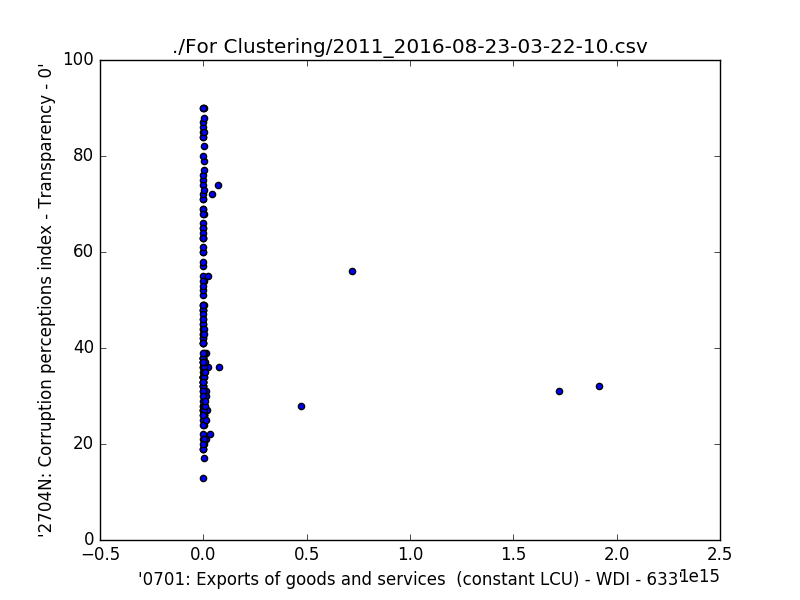 ./For Clustering/2011_2016-08-23-03-22-10.csv
100
80
60
40
20
0
'2704N: Corruption perceptions index - Transparency - 0'
−0.5 0.0 0.5 1.0 1.5 2.0 2.5
1e15
'0701: Exports of goods and services  (constant LCU) - WDI - 633'